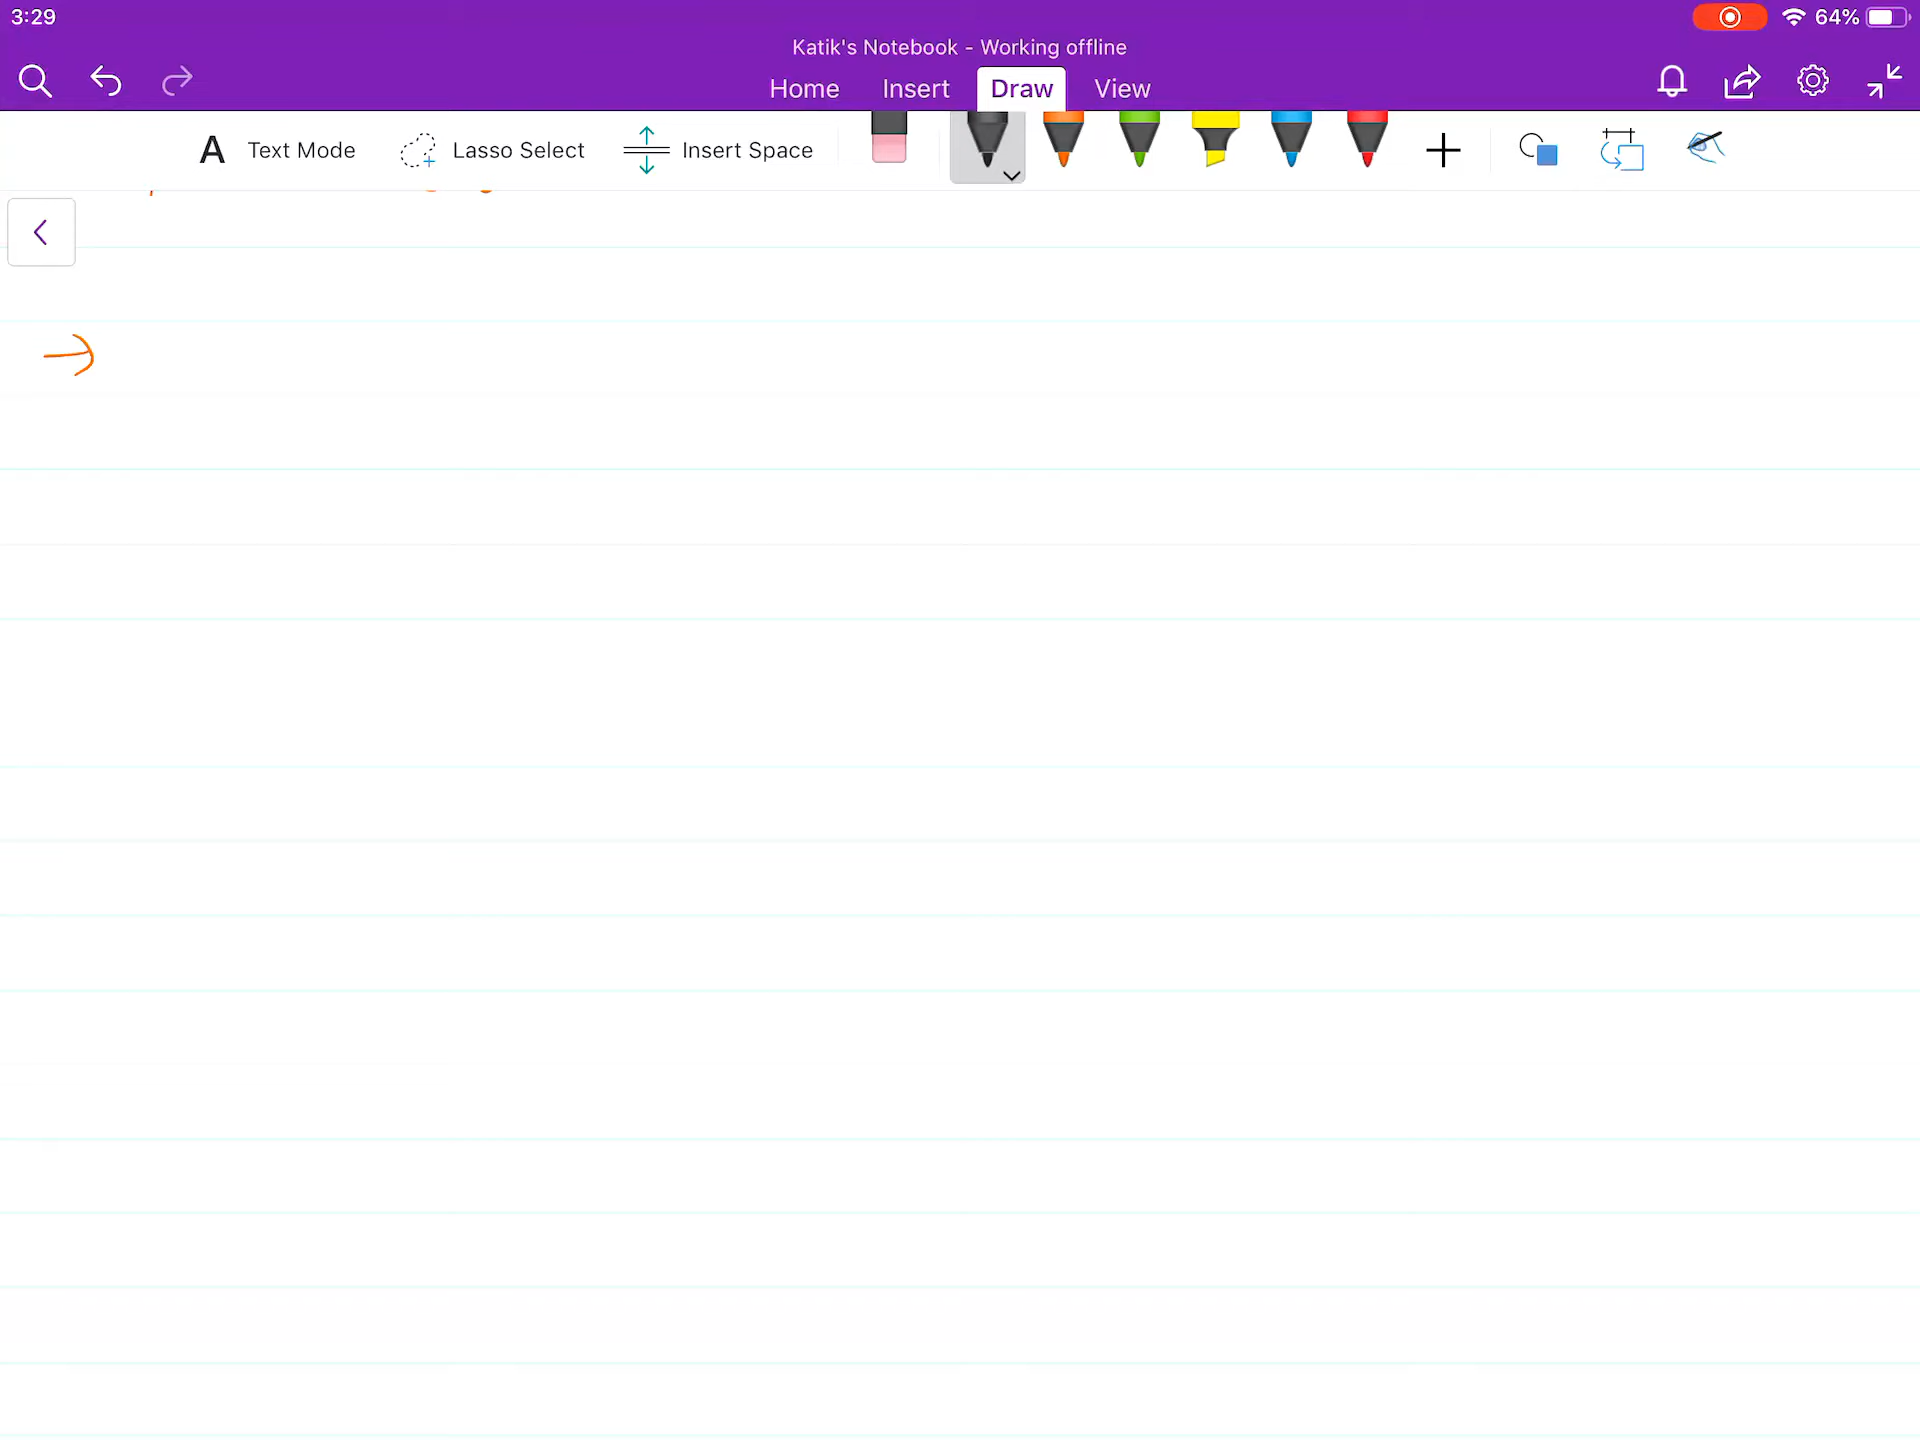 3:29
64%
Katik's Notebook - Working offline
Home Insert Draw View
A Text Mode Lasso Select Insert Space
→